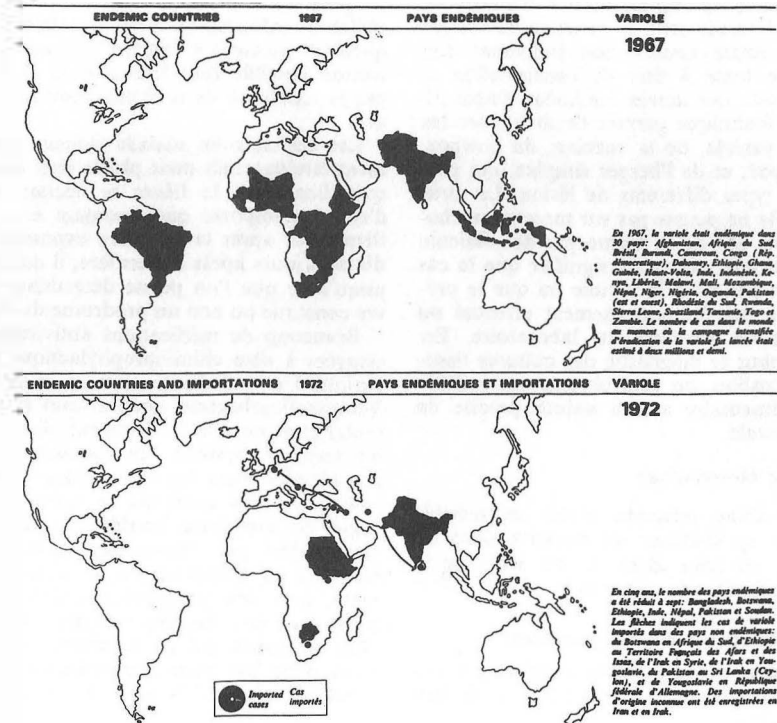 ENDEMIC COUNTRIES 1967 PAYS ENDÉMIQUES VARIOLE
1967
En 1967, la variole était endémique dans
30 pays: Afghanistan, Afrique du Sud,
Brésil, Burundi, Cameroun, Congo (Rép.
démocratique), Dahomey, Ethiopie, Ghana,
Guinée, Haute-Volta, Inde, Indonésie, Ke-
nya, Libéria, Malawi, Mali, Mozambique,
Népal, Niger, Nigéria, Ouganda, Pakistan
(est et ouest), Rhodésie du Sud, Rwanda,
Sierra Leone, Swaziland, Tanzanie, Togo et
Zambie. Le nombre de cas dans le monde
au moment où la campagne intensifiée
d'éradication de la variole fut lancée était
estimé à deux millions et demi.
ENDEMIC COUNTRIES AND IMPORTATIONS 1972 PAYS ENDÉMIQUES ET IMPORTATIONS VARIOLE
1972
En cinq ans, le nombre des pays endémiques
a été réduit à sept: Bangladesh, Botswana,
Ethiopie, Inde, Népal, Pakistan et Soudan.
Les flèches indiquent les cas de variole
importés dans des pays non endémiques:
du Botswana en Afrique du Sud, d'Ethiopie
au Territoire Français des Afars et des
Issas, de l'Irak en Syrie, de l'Irak en You-
goslavie, du Pakistan au Sri Lanka (Cey-
lon), et de Yougoslavie en République
fédérale d'Allemagne. Des importations
d'origine inconnue ont été enregistrées en
Iran et en Irak.
Imported Cas
cases importés